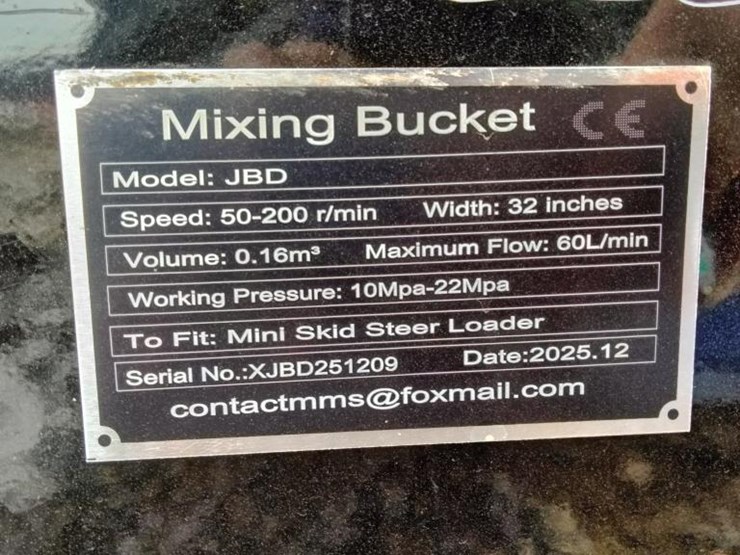 Mixing Bucket CE
Model: JBD
Speed: 50-200 r/min Width: 32 inches
Volume: 0.16m³ Maximum Flow: 60L/min
Working Pressure: 10Mpa-22Mpa
To Fit: Mini Skid Steer Loader
Serial No.:XJBD251209 Date:2025.12
contactmms@foxmail.com